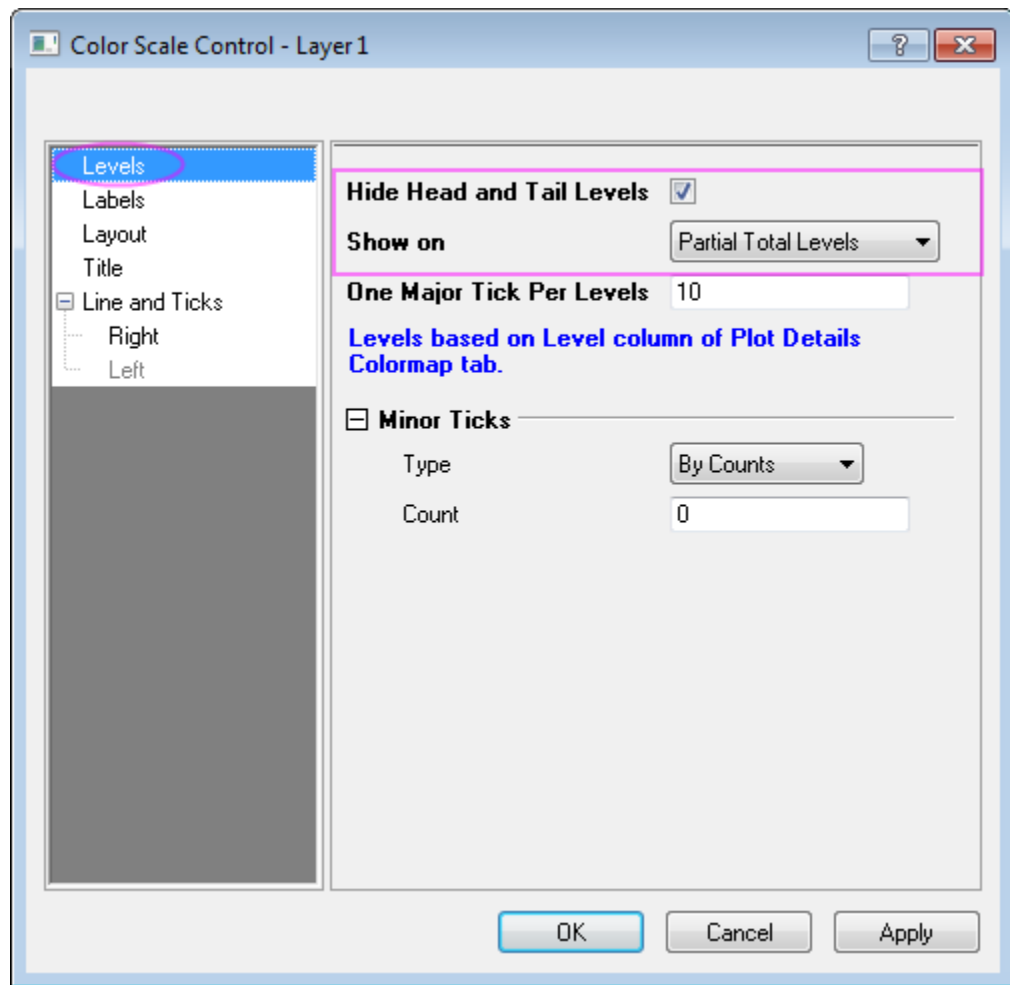 Color Scale Control - Layer 1
?
Levels
Labels
Layout
Title
Line and Ticks
Right
Left
Hide Head and Tail Levels
Show on Partial Total Levels
One Major Tick Per Levels 10
Levels based on Level column of Plot Details
Colormap tab.
Minor Ticks
Type By Counts
Count 0
OK Cancel Apply